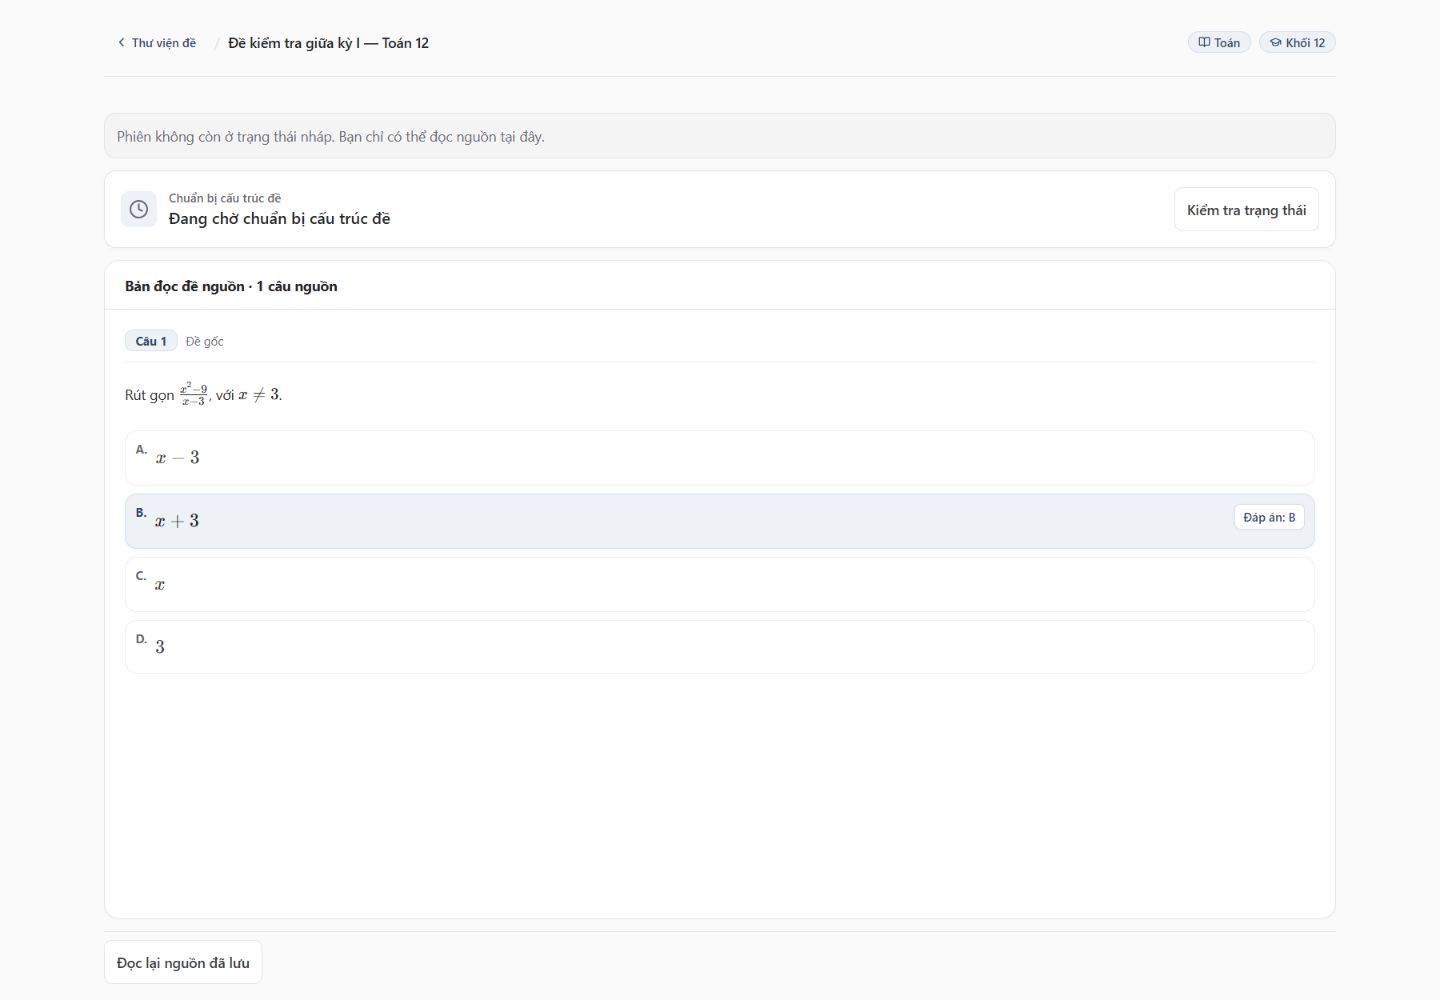 Thư viện đề / Đề kiểm tra giữa kỳ I — Toán 12
Toán
Khối 12
Phiên không còn ở trạng thái nháp. Bạn chỉ có thể đọc nguồn tại đây.
Chuẩn bị cấu trúc đề
Đang chờ chuẩn bị cấu trúc đề
Kiểm tra trạng thái
Bản đọc đề nguồn · 1 câu nguồn
Câu 1 Đề gốc
Rút gọn $\frac{x^2-9}{x-3}$, với $x \neq 3$.
A. $x - 3$
B. $x + 3$
Đáp án: B
C. $x$
D. 3
Đọc lại nguồn đã lưu